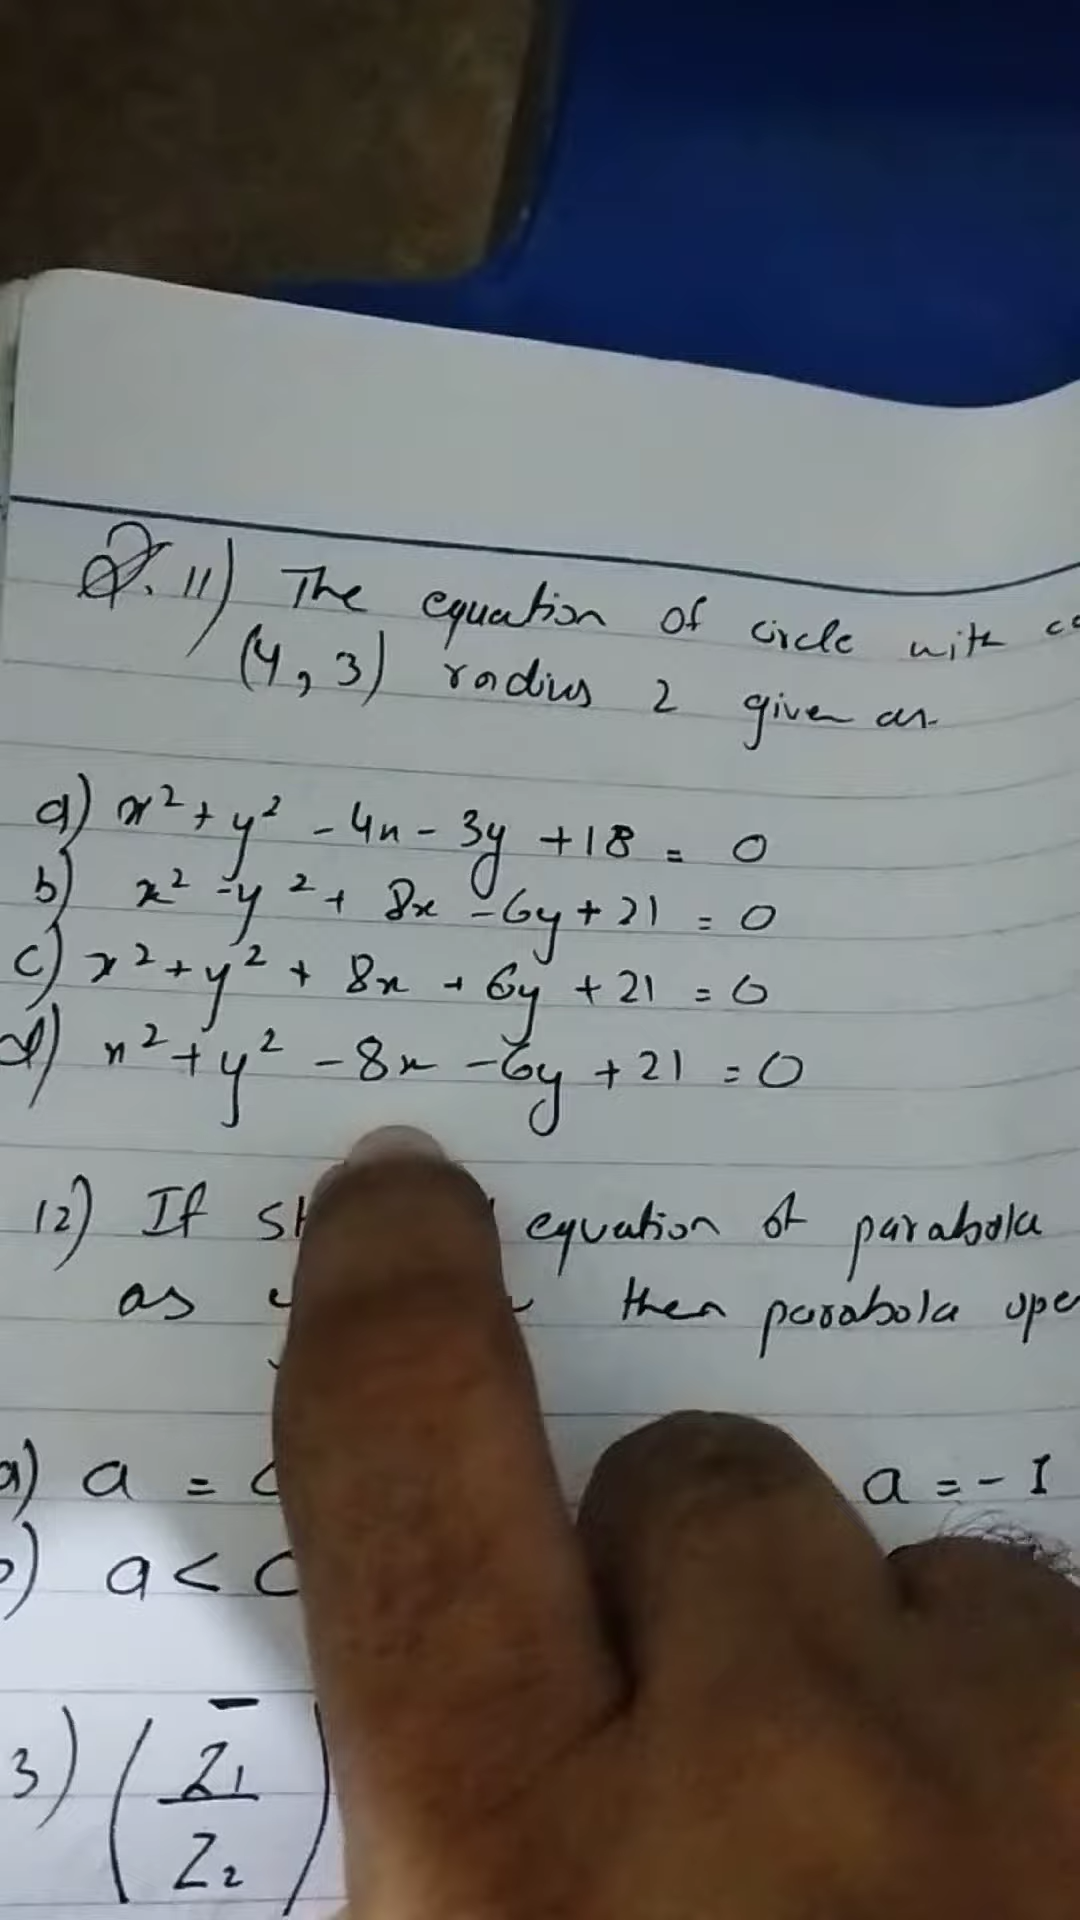 Q. 11) The equation of circle with
(4, 3) radius 2 given as
a) x² + y² - 4x - 3y + 18 = 0
b) x² - y² + 8x - 6y + 21 = 0
c) x² + y² + 8x + 6y + 21 = 0
d) x² + y² - 8x - 6y + 21 = 0
12) If equation of parabola
as then parabola
a) a = a = -1
b) a <
3) (Z̄₁ / Z₂)